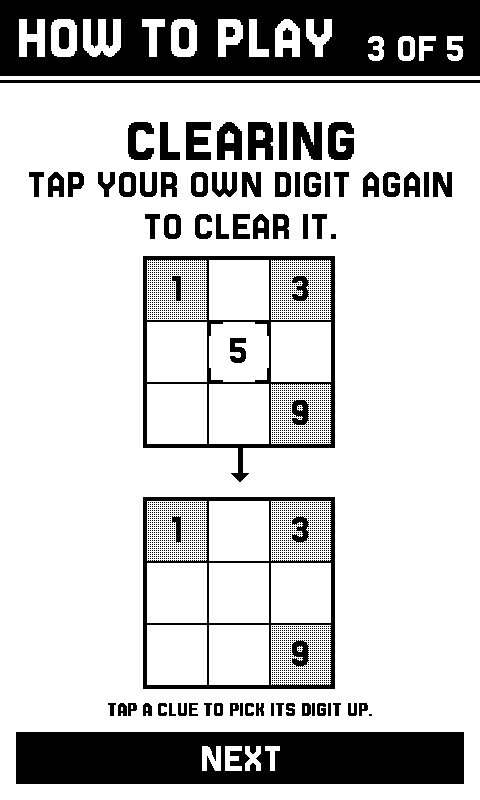 HOW TO PLAY 3 OF 5
CLEARING
TAP YOUR OWN DIGIT AGAIN
TO CLEAR IT.
1 3
5
9
1 3
9
TAP A CLUE TO PICK ITS DIGIT UP.
NEXT